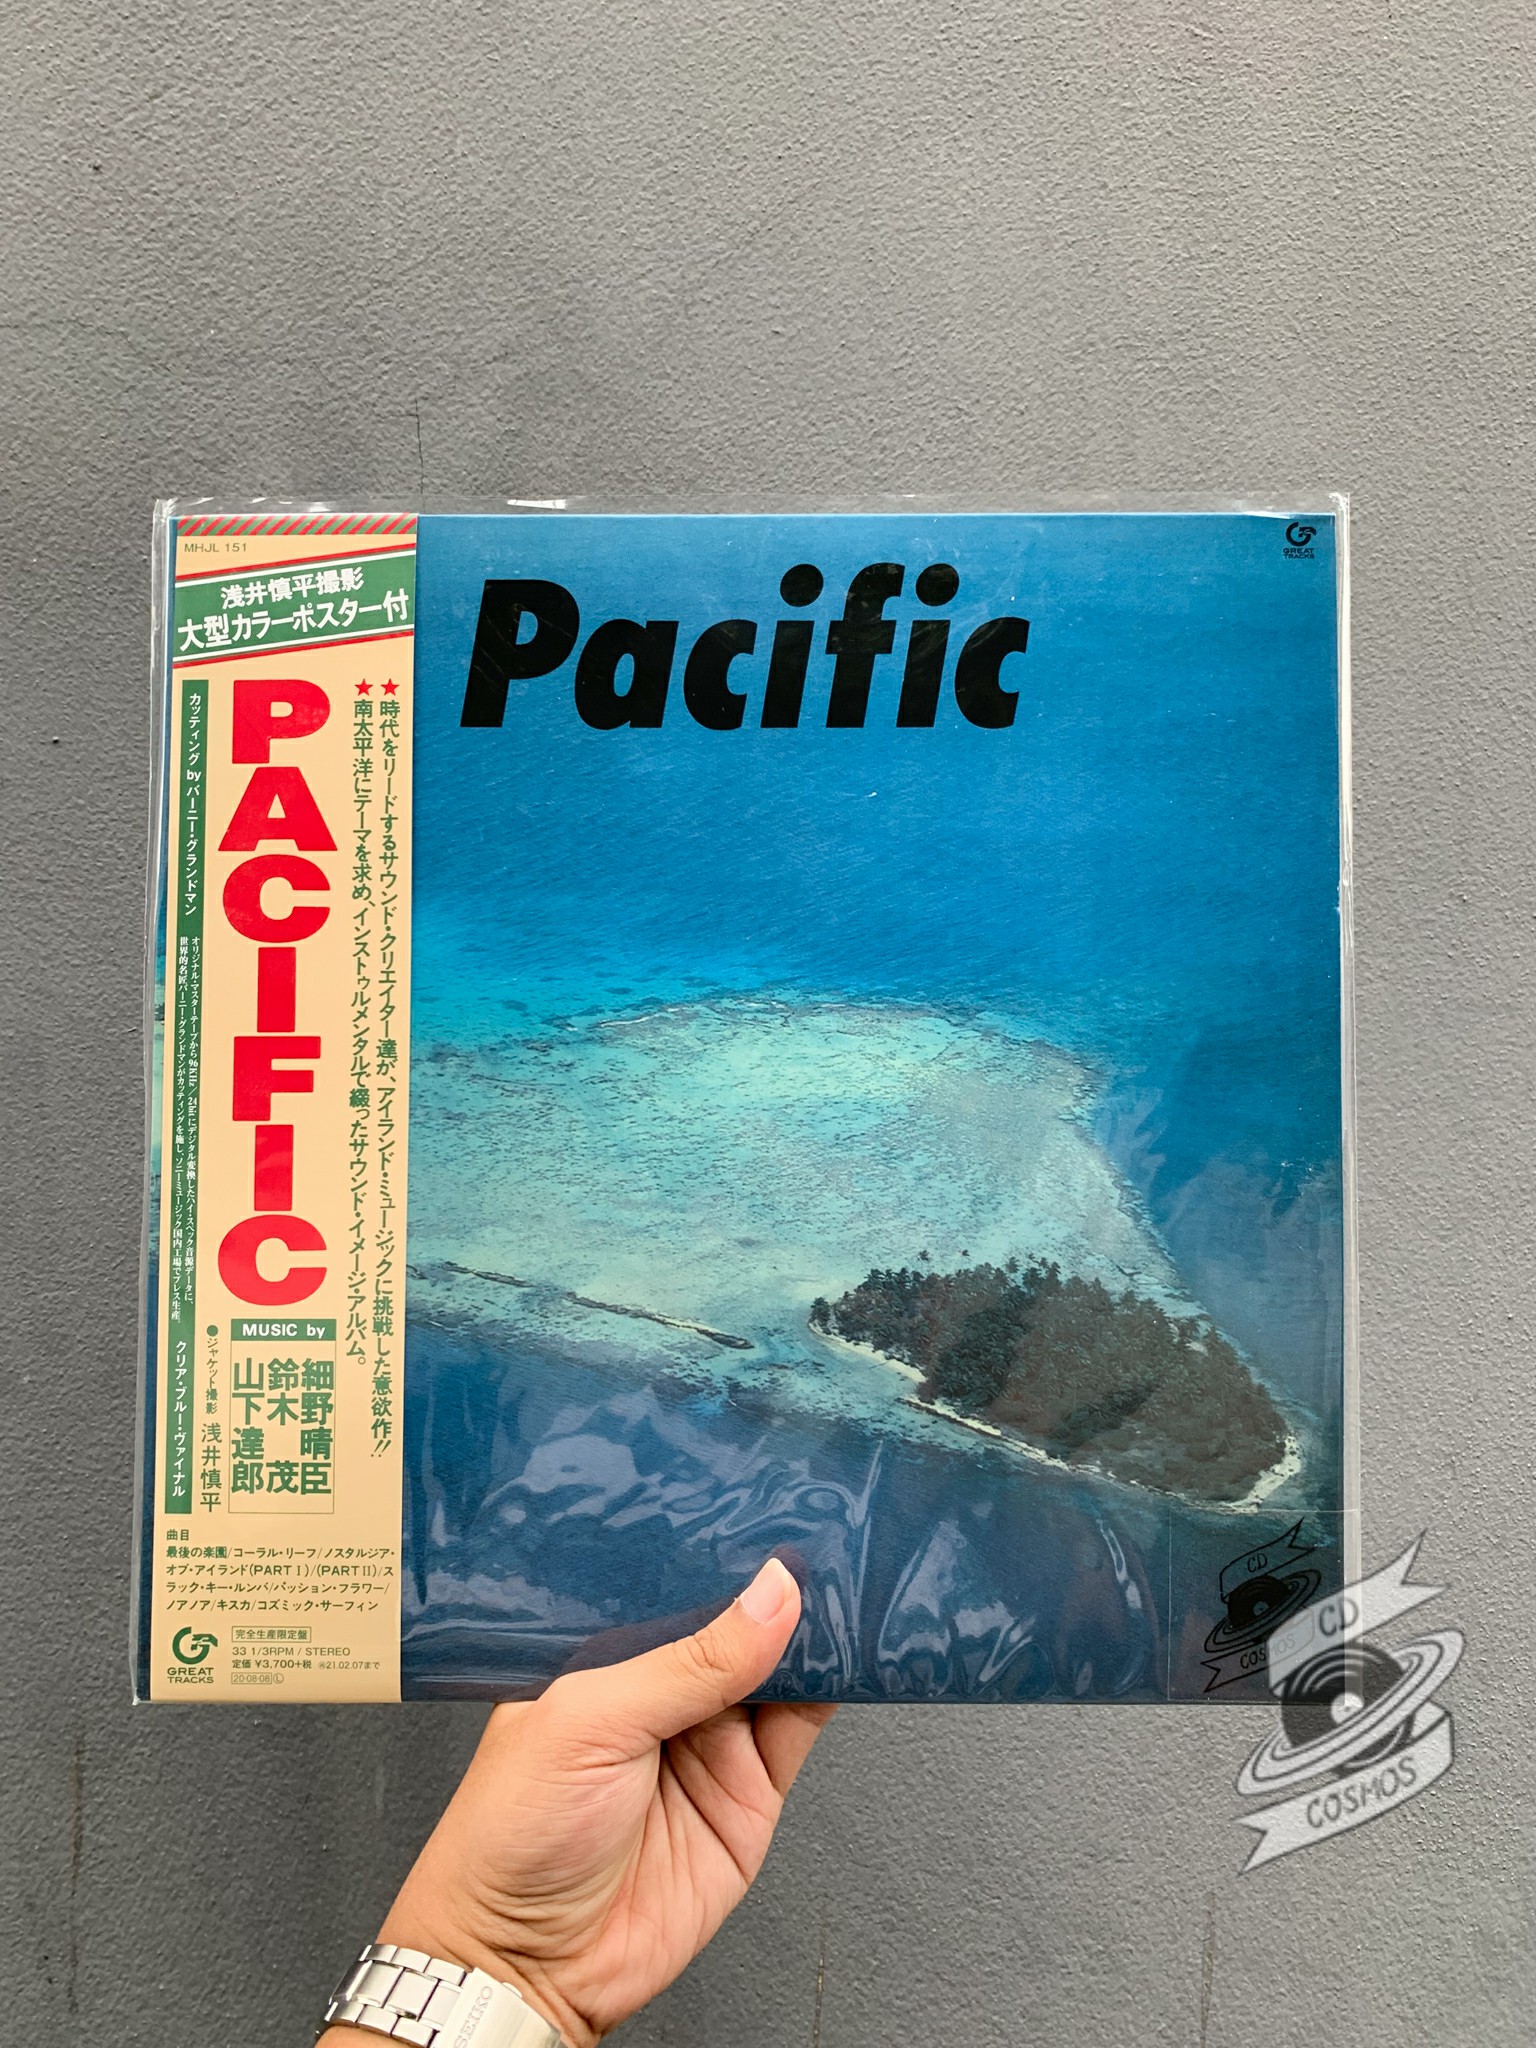 MHJL 151
浅井慎平撮影
大型カラーポスター付
Pacific
GREAT
TRACKS
★時代をリードするサウンド・クリエイター達が、アイランド・ミュージックに挑戦した意欲作!!
★南太平洋にテーマを求め、インストゥルメンタルで綴ったサウンド・イメージ・アルバム。
PACIFIC
カッティング by バーニー・グランドマン
オリジナル・マスターテープから96KHz/24bitにデジタル変換したハイ・スペック音源データに、
世界的名匠バーニー・グランドマンがカッティングを施し、ソニーミュージック国内工場でプレス生産。
クリア・ブルー・ヴァイナル
MUSIC by
細野晴臣
鈴木 茂
山下達郎
●ジャケット撮影 浅井慎平
曲目
最後の楽園/コーラル・リーフ/ノスタルジア・
オブ・アイランド(PART I)/(PART II)/ス
ラック・キー・ルンバ/パッション・フラワー/
ノアノア/キスカ/コズミック・サーフィン
GREAT
TRACKS
完全生産限定盤
33 1/3RPM / STEREO
定価 ¥3,700+税 ㊕21.02.07まで
20・08・08 Ⓛ
CD
COSMOS
CD
COSMOS
SEIKO